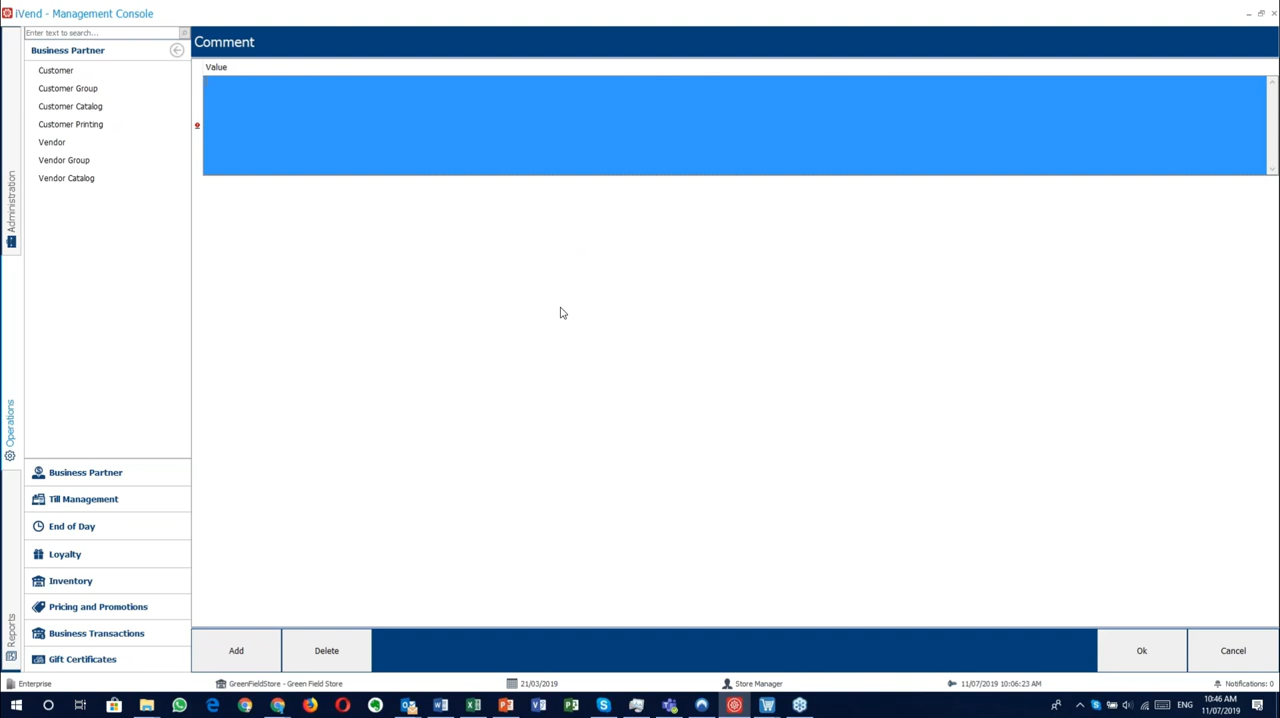 iVend - Management Console
Enter text to search...
Business Partner
Customer
Customer Group
Customer Catalog
Customer Printing
Vendor
Vendor Group
Vendor Catalog
Administration
Operations
Reports
Business Partner
Till Management
End of Day
Loyalty
Inventory
Pricing and Promotions
Business Transactions
Gift Certificates
Comment
Value
Add
Delete
Ok
Cancel
Enterprise
GreenFieldStore - Green Field Store
21/03/2019
Store Manager
11/07/2019 10:06:23 AM
Notifications: 0
ENG
10:46 AM
11/07/2019